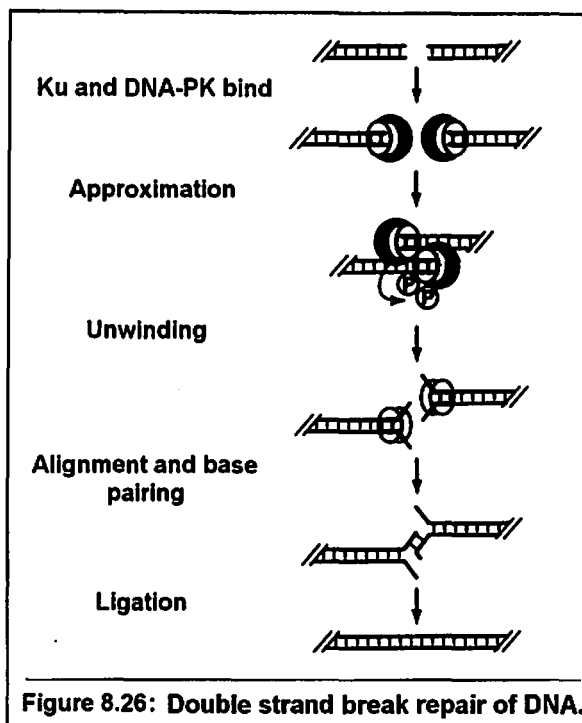 Ku and DNA-PK bind
Approximation
P
P
Unwinding
Alignment and base
pairing
Ligation
Figure 8.26: Double strand break repair of DNA.